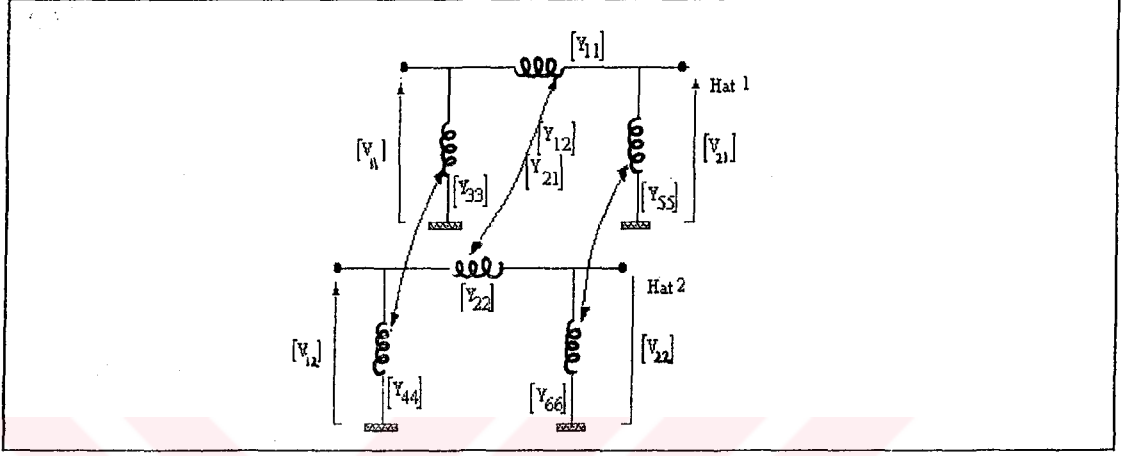 [Y11]
Hat 1
[Y12]
[V11]
[V21]
[Y21]
[Y33]
[Y55]
[Y22]
Hat 2
[V12]
[V22]
[Y44]
[Y66]